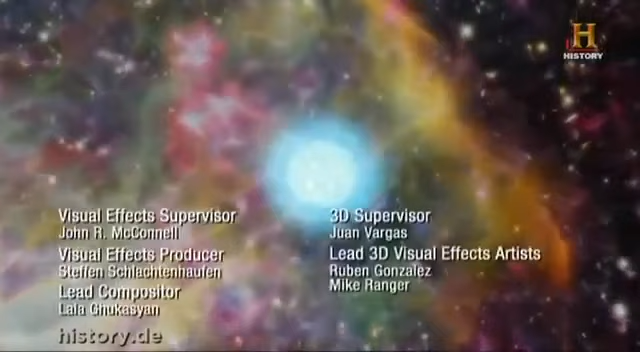 H
HISTORY
Visual Effects Supervisor
John R. McConnell
Visual Effects Producer
Steffen Schlachtenhaufen
Lead Compositor
Lala Ghukasyan
3D Supervisor
Juan Vargas
Lead 3D Visual Effects Artists
Ruben Gonzalez
Mike Ranger
history.de